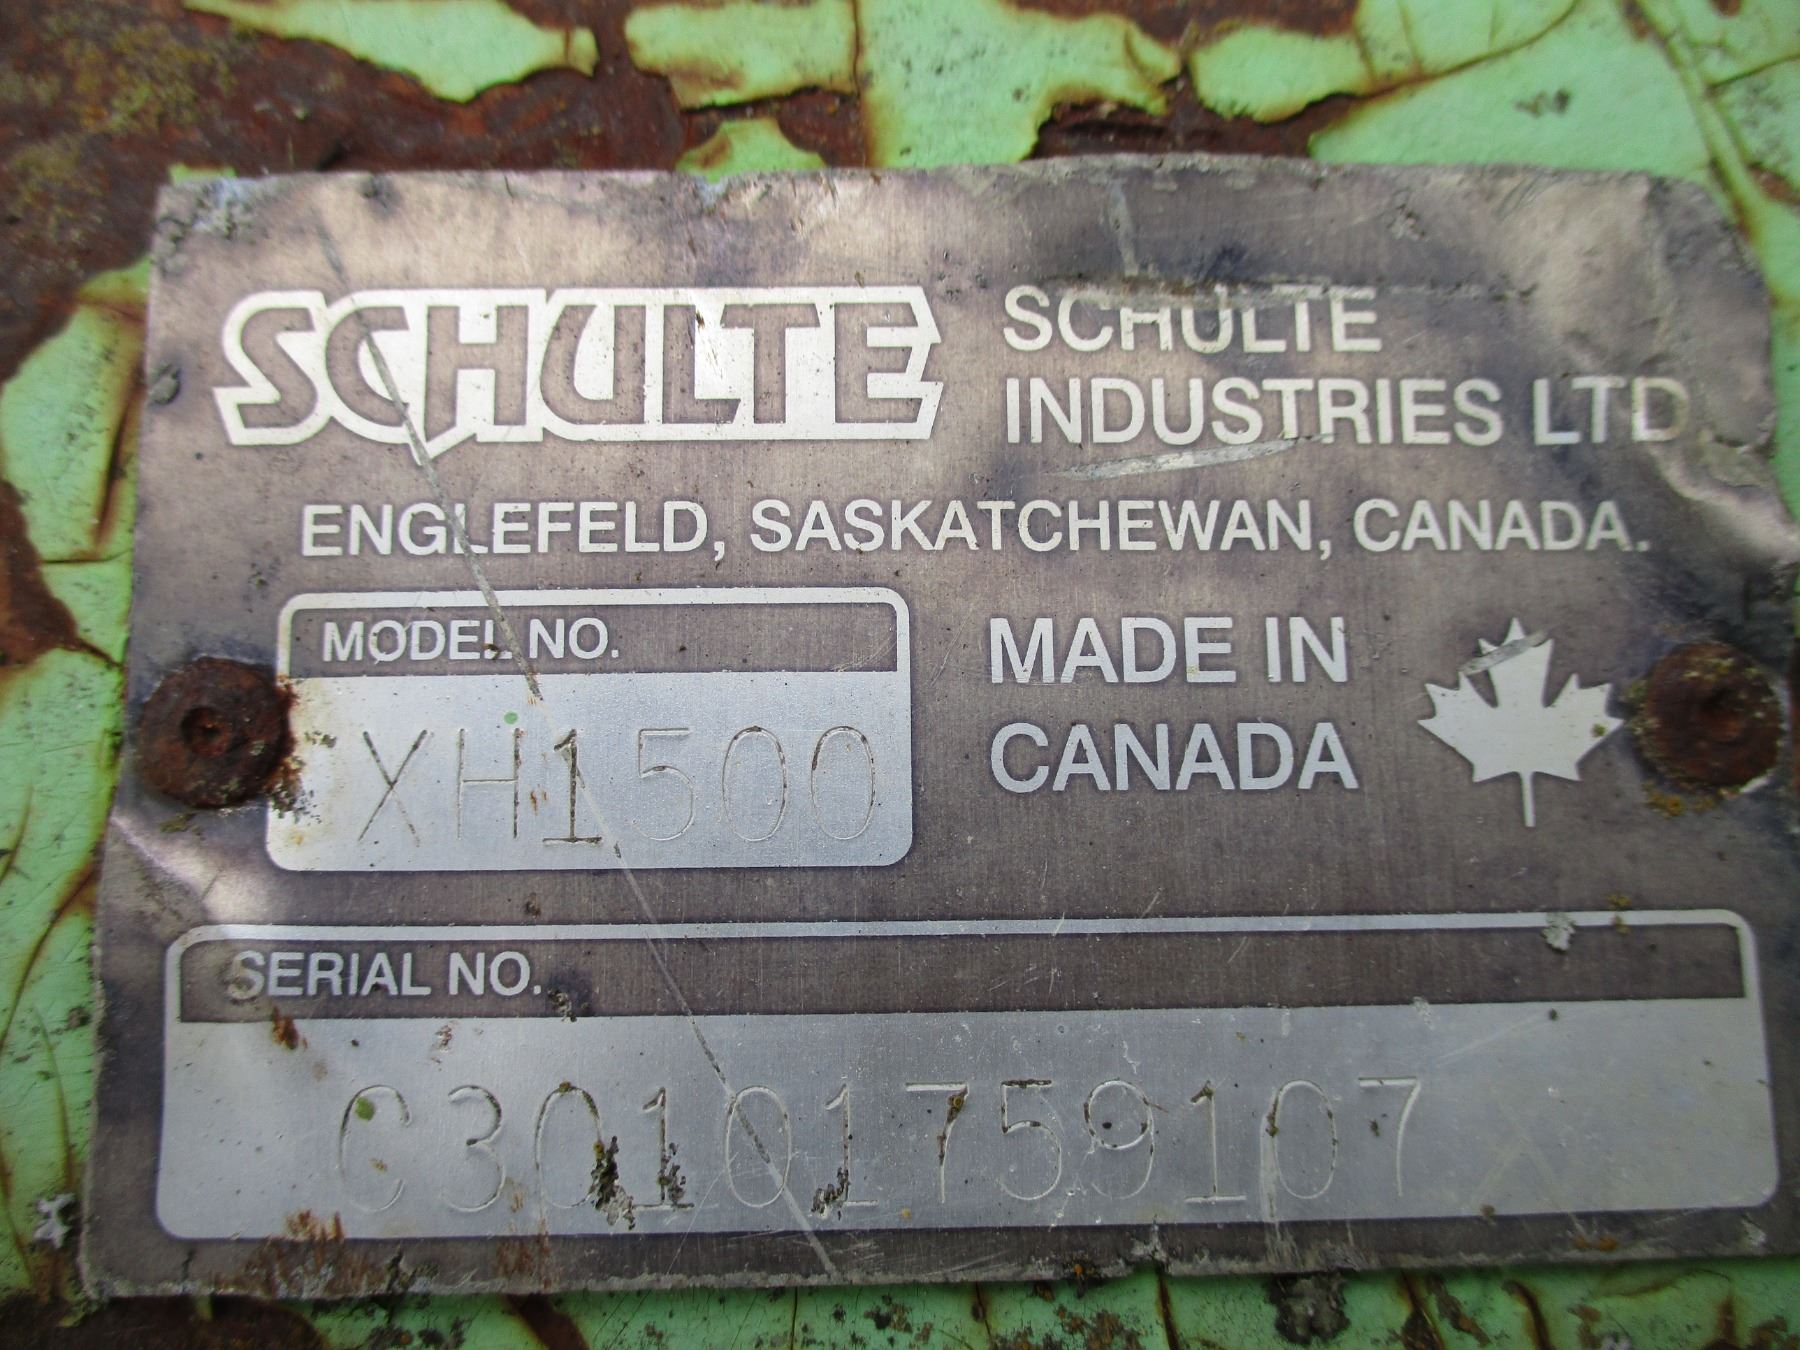 SCHULTE
SCHULTE
INDUSTRIES LTD.
ENGLEFELD, SASKATCHEWAN, CANADA.
MODEL NO.
XH1500
MADE IN
CANADA
SERIAL NO.
C30101759107